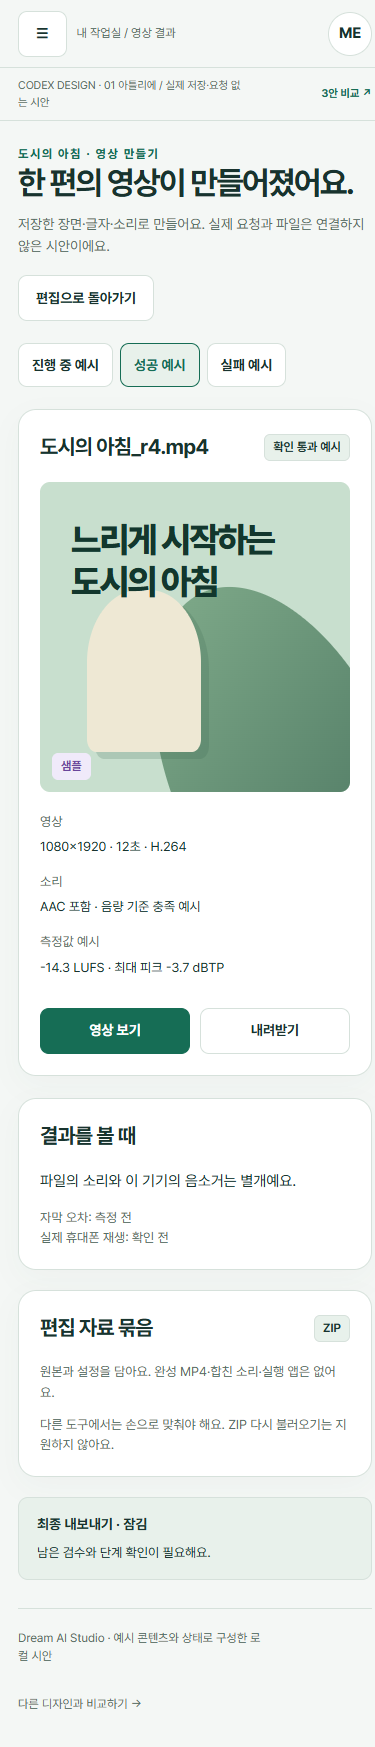 ☰ 내 작업실 / 영상 결과 ME
CODEX DESIGN · 01 아틀리에 / 실제 저장·요청 없
는 시안
3안 비교 ↗
도시의 아침 · 영상 만들기
한 편의 영상이 만들어졌어요.
저장한 장면·글자·소리로 만들어요. 실제 요청과 파일은 연결하지
않은 시안이에요.
편집으로 돌아가기
진행 중 예시 성공 예시 실패 예시
도시의 아침_r4.mp4 확인 통과 예시
느리게 시작하는
도시의 아침
샘플
영상
1080×1920 · 12초 · H.264
소리
AAC 포함 · 음량 기준 충족 예시
측정값 예시
-14.3 LUFS · 최대 피크 -3.7 dBTP
영상 보기 내려받기
결과를 볼 때
파일의 소리와 이 기기의 음소거는 별개예요.
자막 오차: 측정 전
실제 휴대폰 재생: 확인 전
편집 자료 묶음 ZIP
원본과 설정을 담아요. 완성 MP4·합친 소리·실행 앱은 없어
요.
다른 도구에서는 손으로 맞춰야 해요. ZIP 다시 불러오기는 지
원하지 않아요.
최종 내보내기 · 잠김
남은 검수와 단계 확인이 필요해요.
Dream AI Studio · 예시 콘텐츠와 상태로 구성한 로
컬 시안
다른 디자인과 비교하기 →